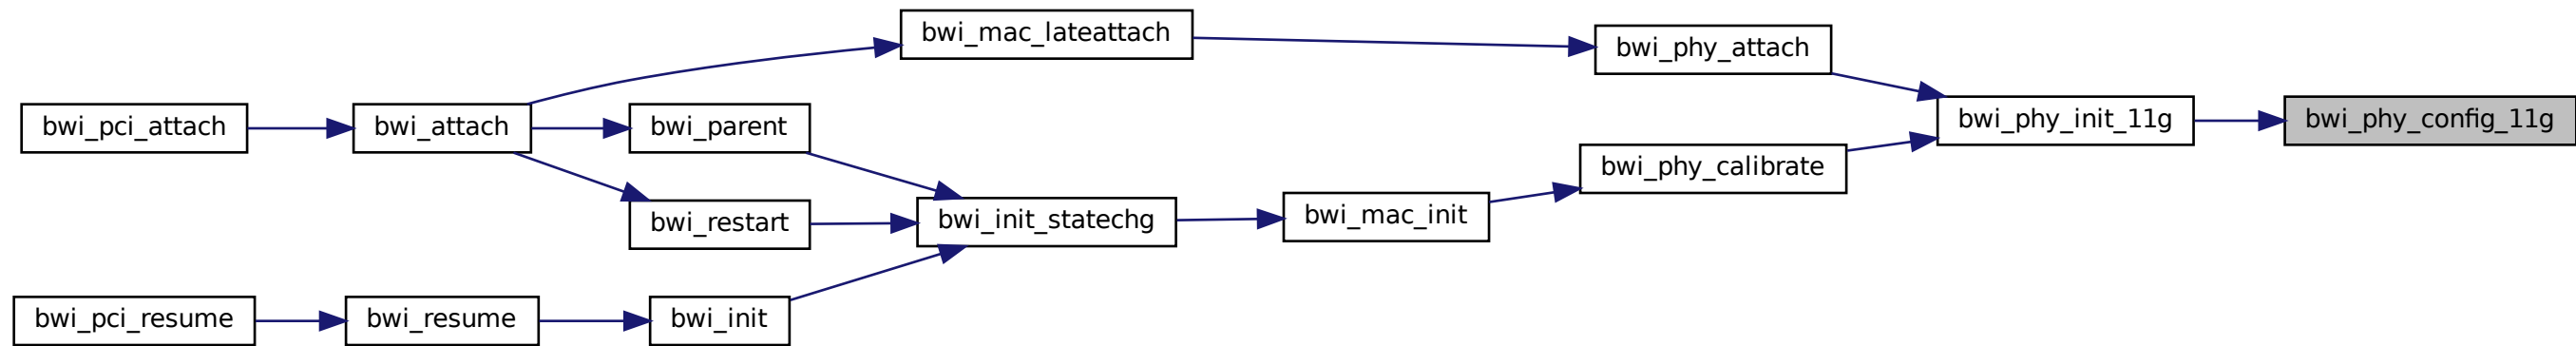 bwi_mac_lateattach
bwi_phy_attach
bwi_pci_attach
bwi_attach
bwi_parent
bwi_phy_init_11g
bwi_phy_config_11g
bwi_phy_calibrate
bwi_restart
bwi_init_statechg
bwi_mac_init
bwi_pci_resume
bwi_resume
bwi_init